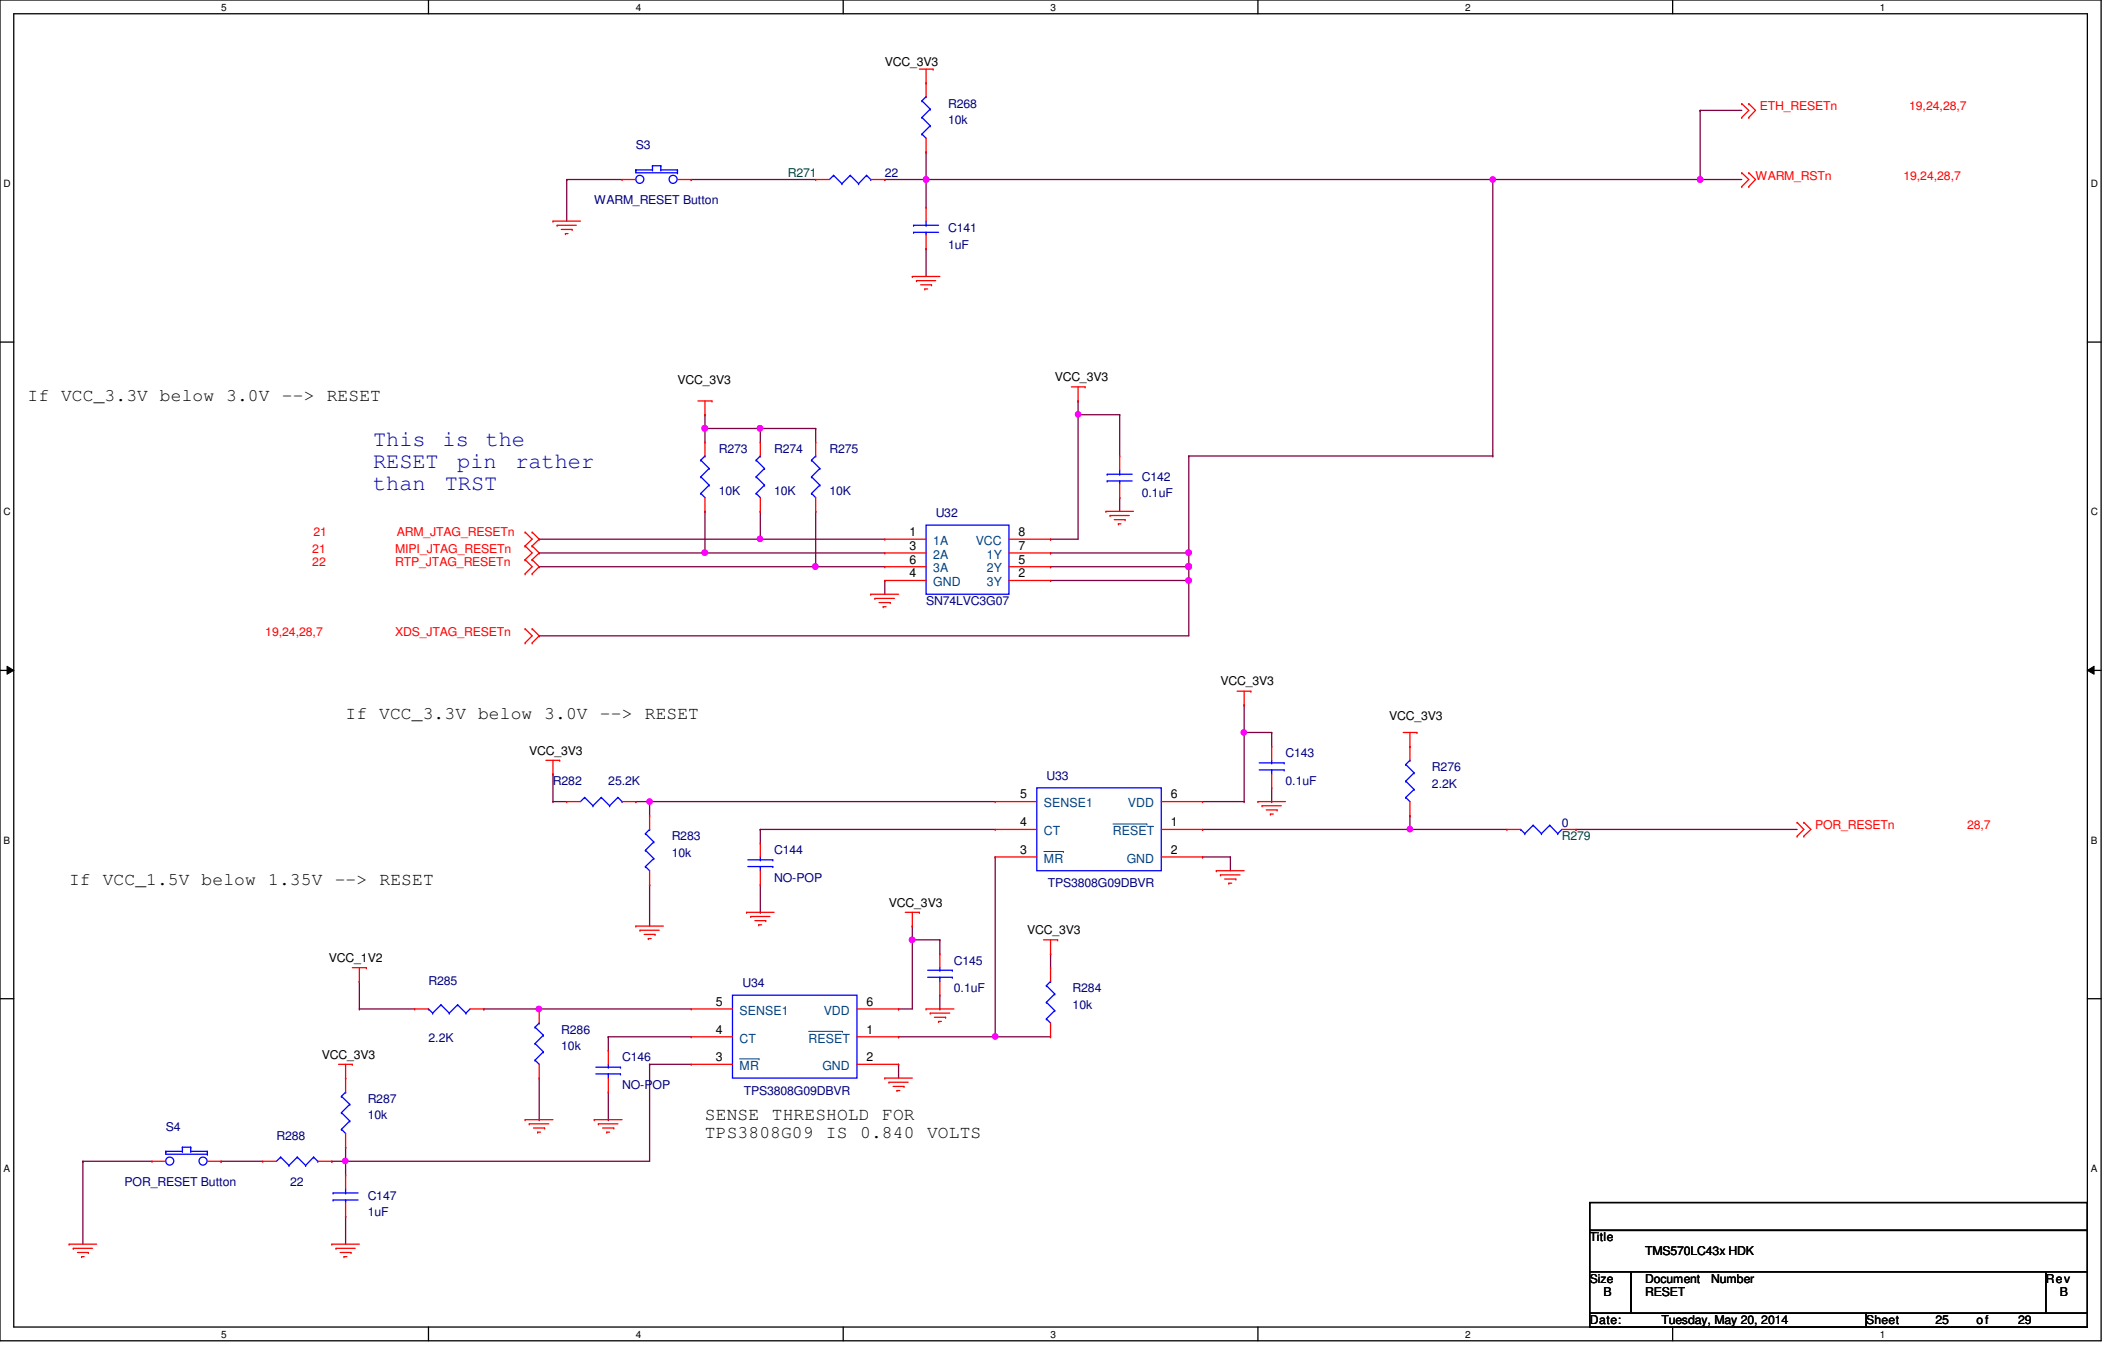 5 4 3 2 1
VCC_3V3
R268
10k
ETH_RESETn 19,24,28,7
S3
R271 22
WARM_RSTn 19,24,28,7
D D
WARM_RESET Button
C141
1uF
VCC_3V3 VCC_3V3
If VCC_3.3V below 3.0V --> RESET
This is the
RESET pin rather
than TRST
R273 R274 R275
10K 10K 10K
C142
0.1uF
C C
U32
21 ARM_JTAG_RESETn
21 MIPI_JTAG_RESETn
22 RTP_JTAG_RESETn
1 1A VCC 8
3 2A 1Y 7
6 3A 2Y 5
4 GND 3Y 2
SN74LVC3G07
19,24,28,7 XDS_JTAG_RESETn
VCC_3V3
If VCC_3.3V below 3.0V --> RESET
VCC_3V3
VCC_3V3
C143
0.1uF
R282 25.2K
U33
R276
2.2K
5 SENSE1 VDD 6
4 CT RESET 1
3 MR GND 2
TPS3808G09DBVR
0
R279
POR_RESETn 28,7
R283
10k
B B
C144
NO-POP
If VCC_1.5V below 1.35V --> RESET
VCC_3V3
VCC_3V3
VCC_1V2
C145
0.1uF
R285
2.2K
U34
R284
10k
5 SENSE1 VDD 6
4 CT RESET 1
3 MR GND 2
TPS3808G09DBVR
R286
10k
C146
NO-POP
VCC_3V3
R287
10k
SENSE THRESHOLD FOR
TPS3808G09 IS 0.840 VOLTS
S4
R288
22
A A
POR_RESET Button
C147
1uF
Title
TMS570LC43x HDK
Size Document Number Rev
B RESET B
Date: Tuesday, May 20, 2014 Sheet 25 of 29
5 4 3 2 1